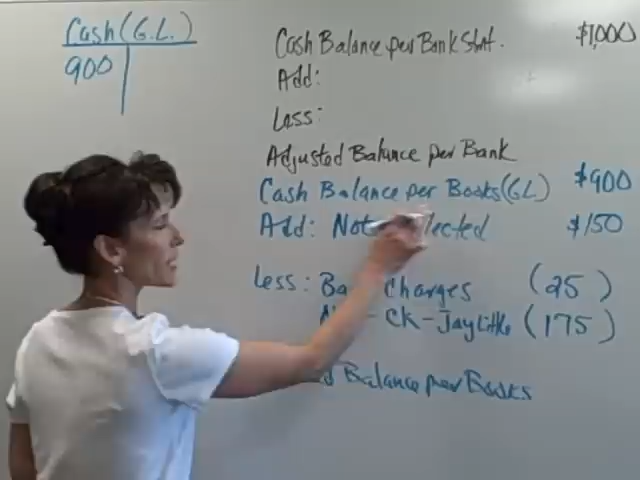 Cash (G.L.)
900
Cash Balance per Bank Stmt. $1,000
Add:
Less:
Adjusted Balance per Bank
Cash Balance per Books (GL) $900
Add: $150
Less: Charges (25)
CK - Jay Little (175)
Balance per Books